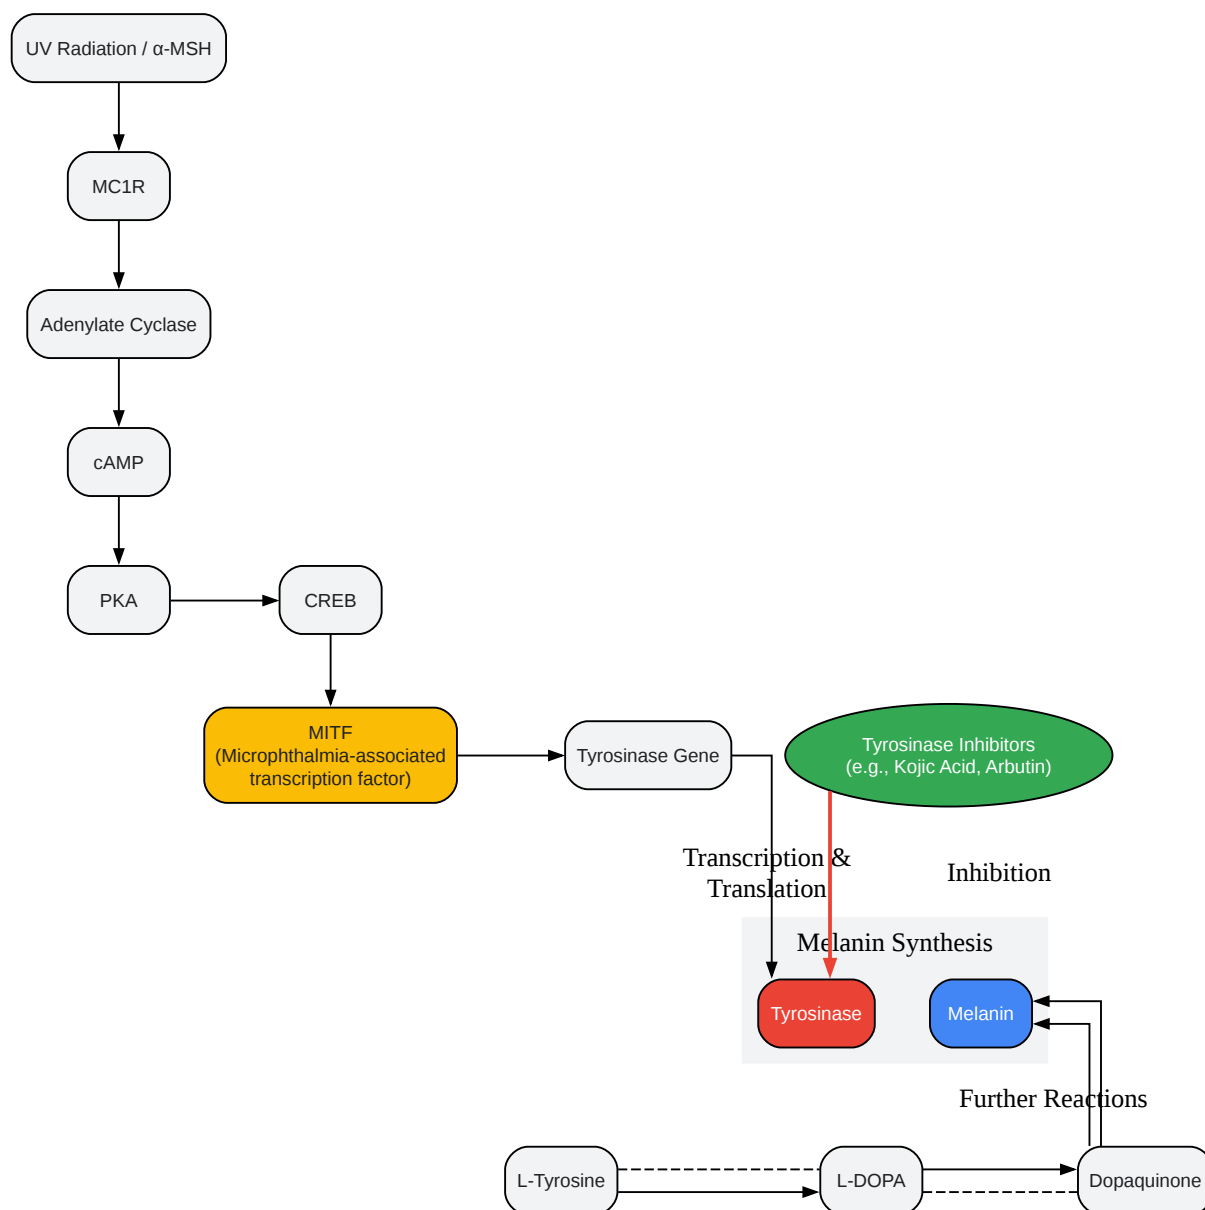 UV Radiation / α-MSH
MC1R
Adenylate Cyclase
cAMP
PKA
CREB
MITF
(Microphthalmia-associated
transcription factor)
Tyrosinase Gene
Tyrosinase Inhibitors
(e.g., Kojic Acid, Arbutin)
Transcription &
Translation
Inhibition
Melanin Synthesis
Tyrosinase
Melanin
Further Reactions
L-Tyrosine
L-DOPA
Dopaquinone